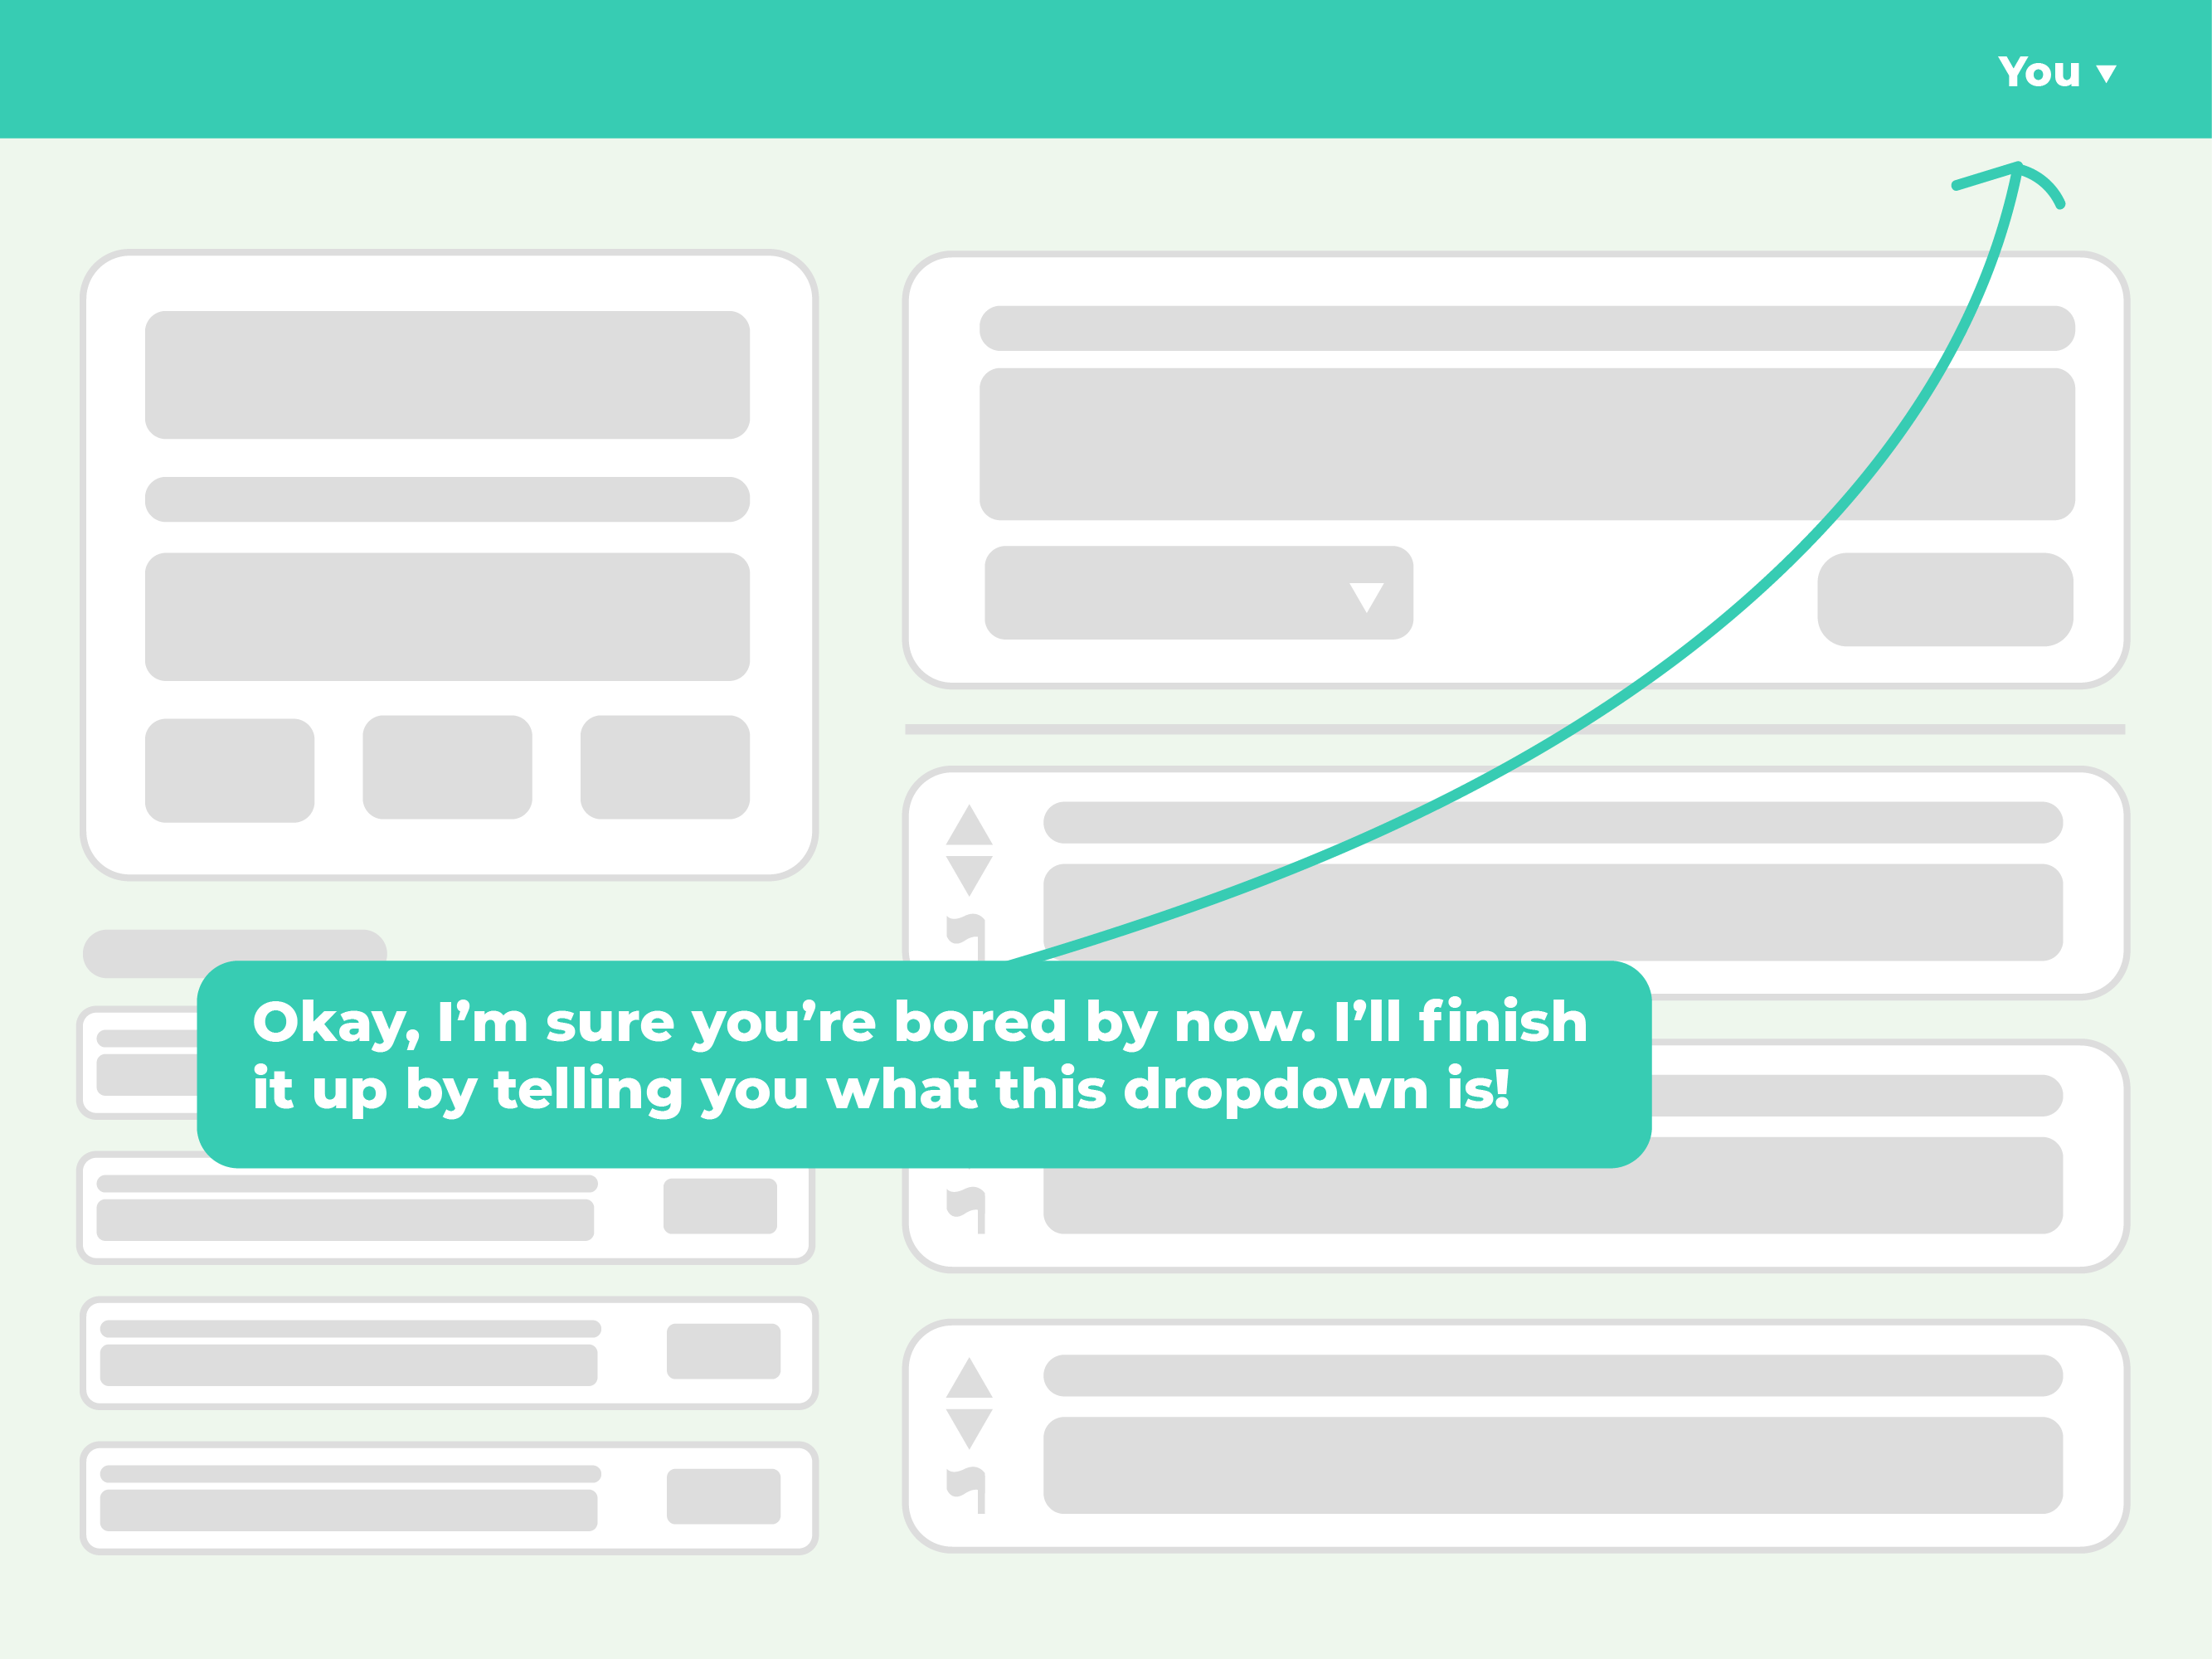 You
Okay, I'm sure you're bored by now. I'll finish
it up by telling you what this dropdown is!